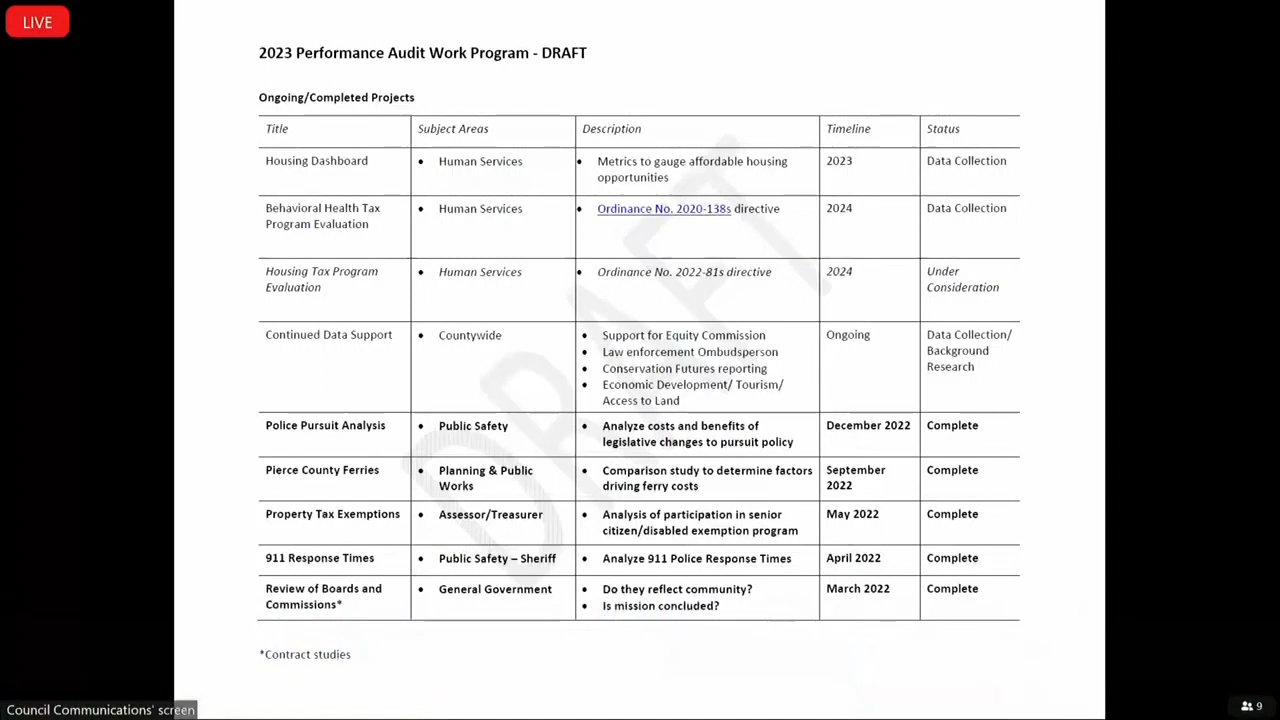 LIVE
2023 Performance Audit Work Program - DRAFT
Ongoing/Completed Projects
Title Subject Areas Description Timeline Status
Housing Dashboard • Human Services • Metrics to gauge affordable housing 2023 Data Collection
opportunities
Behavioral Health Tax • Human Services • Ordinance No. 2020-138s directive 2024 Data Collection
Program Evaluation
Housing Tax Program • Human Services • Ordinance No. 2022-81s directive 2024 Under
Evaluation Consideration
Continued Data Support • Countywide • Support for Equity Commission Ongoing Data Collection/
• Law enforcement Ombudsperson Background
• Conservation Futures reporting Research
• Economic Development/ Tourism/
Access to Land
Police Pursuit Analysis • Public Safety • Analyze costs and benefits of December 2022 Complete
legislative changes to pursuit policy
Pierce County Ferries • Planning & Public • Comparison study to determine factors September Complete
Works driving ferry costs 2022
Property Tax Exemptions • Assessor/Treasurer • Analysis of participation in senior May 2022 Complete
citizen/disabled exemption program
911 Response Times • Public Safety – Sheriff • Analyze 911 Police Response Times April 2022 Complete
Review of Boards and • General Government • Do they reflect community? March 2022 Complete
Commissions* • Is mission concluded?
*Contract studies
DRAFT
Council Communications' screen
9